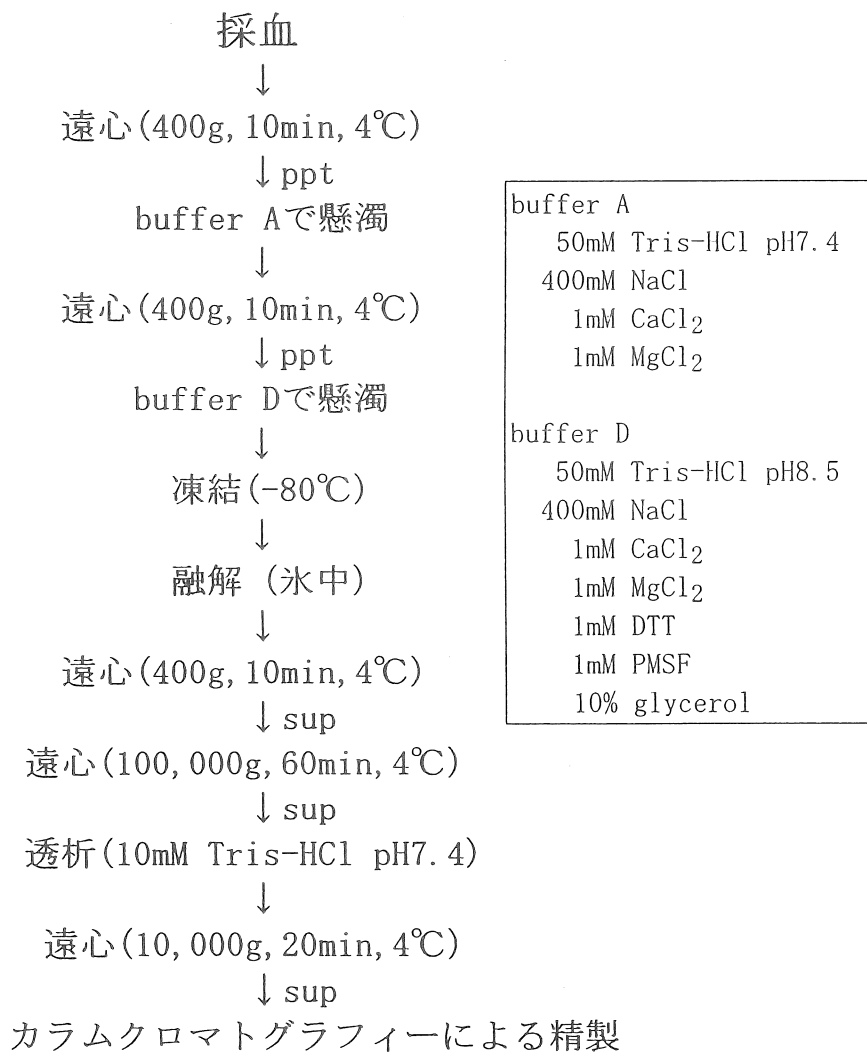 採血
↓
遠心(400g,10min,4℃)
↓ppt
buffer Aで懸濁
↓
遠心(400g,10min,4℃)
↓ppt
buffer Dで懸濁
↓
凍結(-80℃)
↓
融解 (氷中)
↓
遠心(400g,10min,4℃)
↓sup
遠心(100,000g,60min,4℃)
↓sup
透析(10mM Tris-HCl pH7.4)
↓
遠心(10,000g,20min,4℃)
↓sup
カラムクロマトグラフィーによる精製
buffer A
50mM Tris-HCl pH7.4
400mM NaCl
1mM CaCl₂
1mM MgCl₂
buffer D
50mM Tris-HCl pH8.5
400mM NaCl
1mM CaCl₂
1mM MgCl₂
1mM DTT
1mM PMSF
10% glycerol